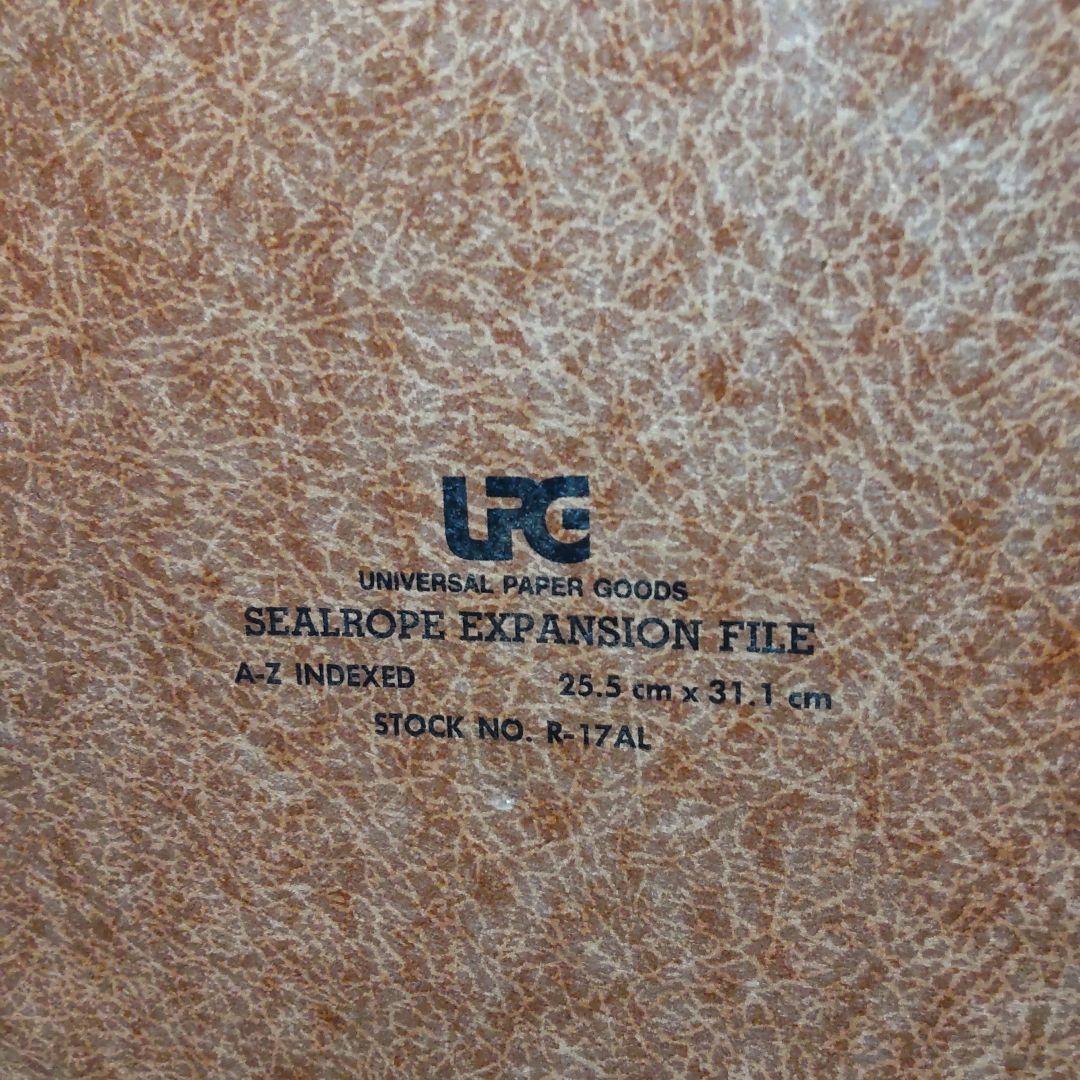 UPG
UNIVERSAL PAPER GOODS
SEALROPE EXPANSION FILE
A-Z INDEXED 25.5 cm x 31.1 cm
STOCK NO. R-17AL